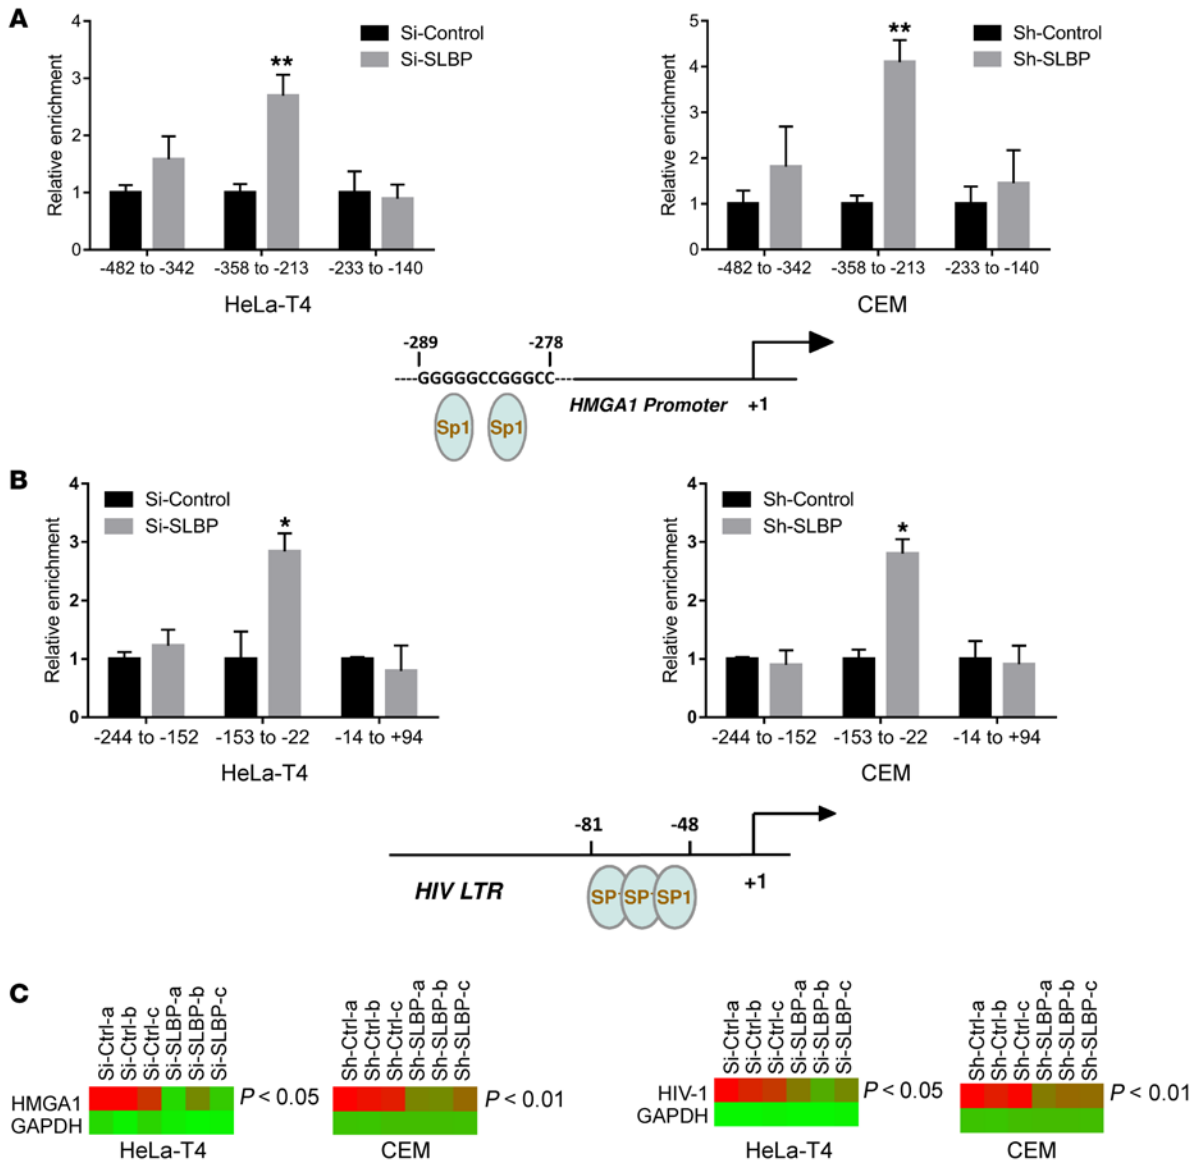 A
Relative enrichment
4
3
2
1
0
Si-Control
Si-SLBP
**
-482 to -342
-358 to -213
-233 to -140
HeLa-T4
Relative enrichment
5
4
3
2
1
0
Sh-Control
Sh-SLBP
**
-482 to -342
-358 to -213
-233 to -140
CEM
-289
-278
----GGGGGCCGGGCC----
Sp1
Sp1
HMGA1 Promoter
+1
B
Relative enrichment
4
3
2
1
0
Si-Control
Si-SLBP
*
-244 to -152
-153 to -22
-14 to +94
HeLa-T4
Relative enrichment
4
3
2
1
0
Sh-Control
Sh-SLBP
*
-244 to -152
-153 to -22
-14 to +94
CEM
-81
-48
HIV LTR
SP
SP
SP1
+1
C
Si-Ctrl-a
Si-Ctrl-b
Si-Ctrl-c
Si-SLBP-a
Si-SLBP-b
Si-SLBP-c
HMGA1
GAPDH
P < 0.05
HeLa-T4
Sh-Ctrl-a
Sh-Ctrl-b
Sh-Ctrl-c
Sh-SLBP-a
Sh-SLBP-b
Sh-SLBP-c
P < 0.01
CEM
Si-Ctrl-a
Si-Ctrl-b
Si-Ctrl-c
Si-SLBP-a
Si-SLBP-b
Si-SLBP-c
HIV-1
GAPDH
P < 0.05
HeLa-T4
Sh-Ctrl-a
Sh-Ctrl-b
Sh-Ctrl-c
Sh-SLBP-a
Sh-SLBP-b
Sh-SLBP-c
P < 0.01
CEM